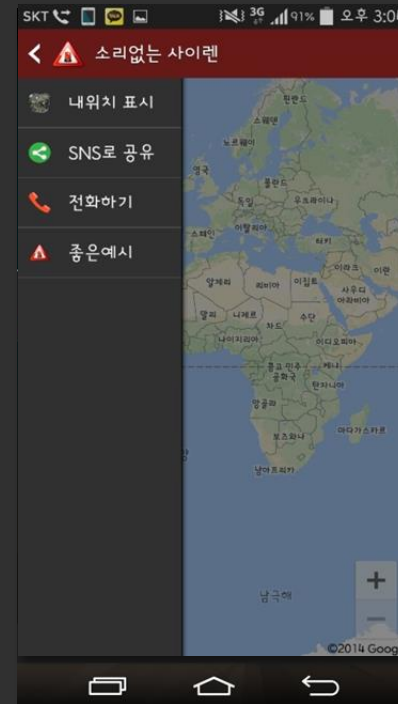 SKT 3G 91% 오후 3:0
소리없는 사이렌
내위치 표시
SNS로 공유
전화하기
좋은예시
핀란드
스웨덴
노르웨이
영국
폴란드
독일 우크라이나
이탈리아
스페인
터키
이라크 이란
알제리 리비아 이집트
사우디
아라비아
말리 니제르 수단
차드
나이지리아 이디오피아
콩고 민주
공화국
케냐
탄자니아
앙골라
보츠와나 마다가스카르
남아프리카
양
남극해
+
−
©2014 Goog